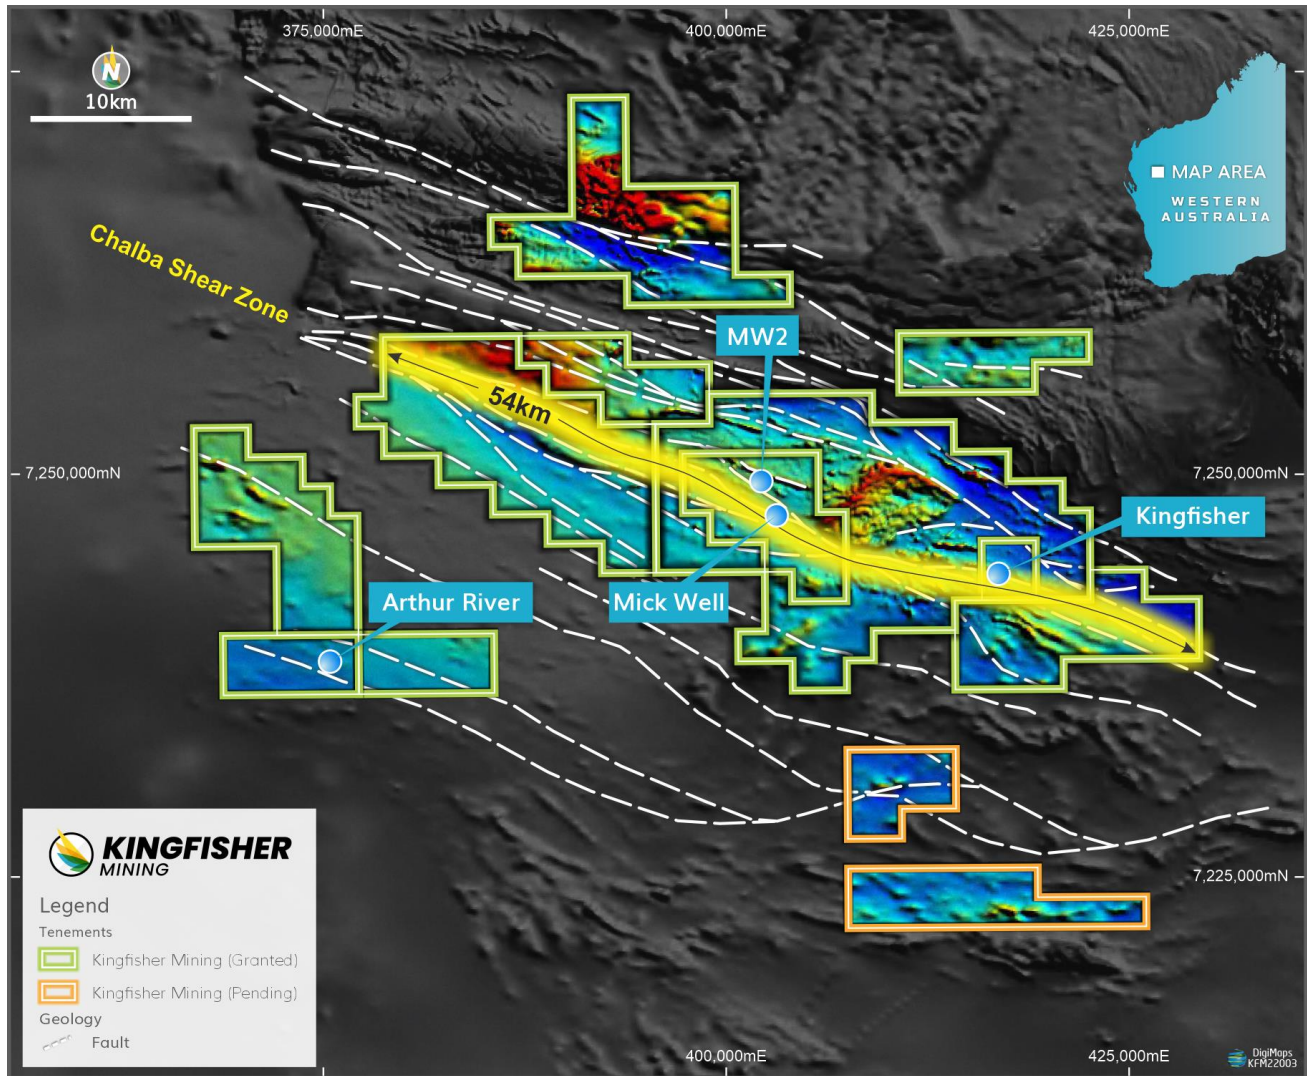 375,000mE
400,000mE
425,000mE
N
10km
MAP AREA
WESTERN
AUSTRALIA
Chalba Shear Zone
MW2
54km
7,250,000mN
7,250,000mN
Kingfisher
Arthur River
Mick Well
KINGFISHER
MINING
7,225,000mN
Legend
Tenements
Kingfisher Mining (Granted)
Kingfisher Mining (Pending)
Geology
Fault
400,000mE
425,000mE
DigiMaps
KFM22003